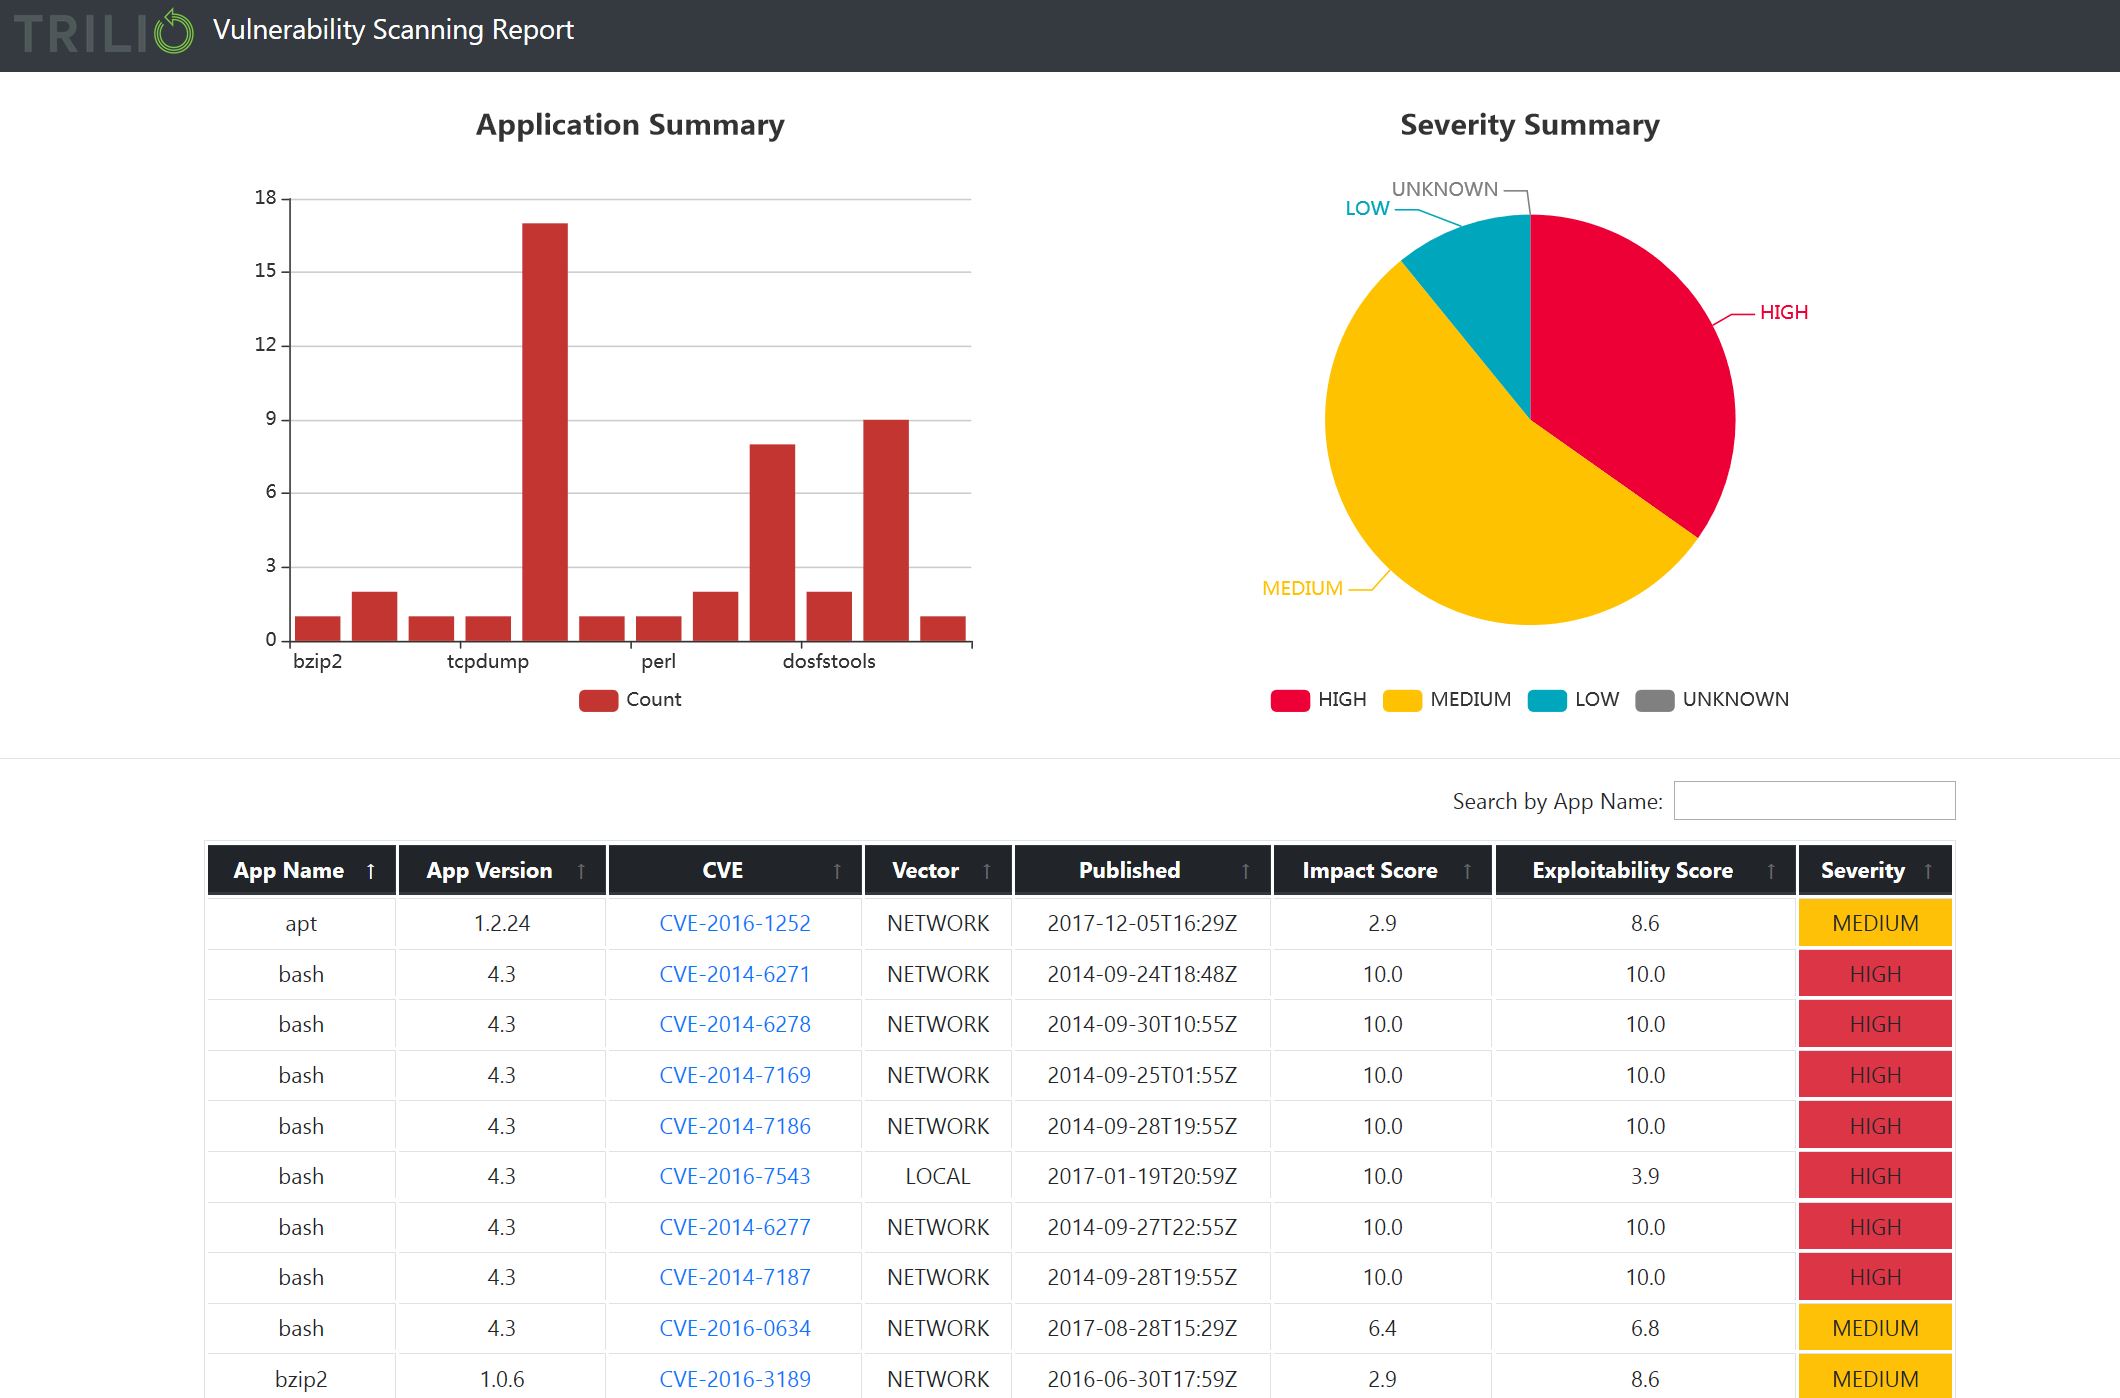 TRILIO Vulnerability Scanning Report
Application Summary
18
15
12
9
6
3
0
bzip2 tcpdump perl dosfstools
Count
Severity Summary
UNKNOWN
LOW
HIGH
MEDIUM
HIGH MEDIUM LOW UNKNOWN
Search by App Name:
App Name ↑ App Version ↑ CVE ↑ Vector ↑ Published ↑ Impact Score ↑ Exploitability Score ↑ Severity ↑
apt 1.2.24 CVE-2016-1252 NETWORK 2017-12-05T16:29Z 2.9 8.6 MEDIUM
bash 4.3 CVE-2014-6271 NETWORK 2014-09-24T18:48Z 10.0 10.0 HIGH
bash 4.3 CVE-2014-6278 NETWORK 2014-09-30T10:55Z 10.0 10.0 HIGH
bash 4.3 CVE-2014-7169 NETWORK 2014-09-25T01:55Z 10.0 10.0 HIGH
bash 4.3 CVE-2014-7186 NETWORK 2014-09-28T19:55Z 10.0 10.0 HIGH
bash 4.3 CVE-2016-7543 LOCAL 2017-01-19T20:59Z 10.0 3.9 HIGH
bash 4.3 CVE-2014-6277 NETWORK 2014-09-27T22:55Z 10.0 10.0 HIGH
bash 4.3 CVE-2014-7187 NETWORK 2014-09-28T19:55Z 10.0 10.0 HIGH
bash 4.3 CVE-2016-0634 NETWORK 2017-08-28T15:29Z 6.4 6.8 MEDIUM
bzip2 1.0.6 CVE-2016-3189 NETWORK 2016-06-30T17:59Z 2.9 8.6 MEDIUM